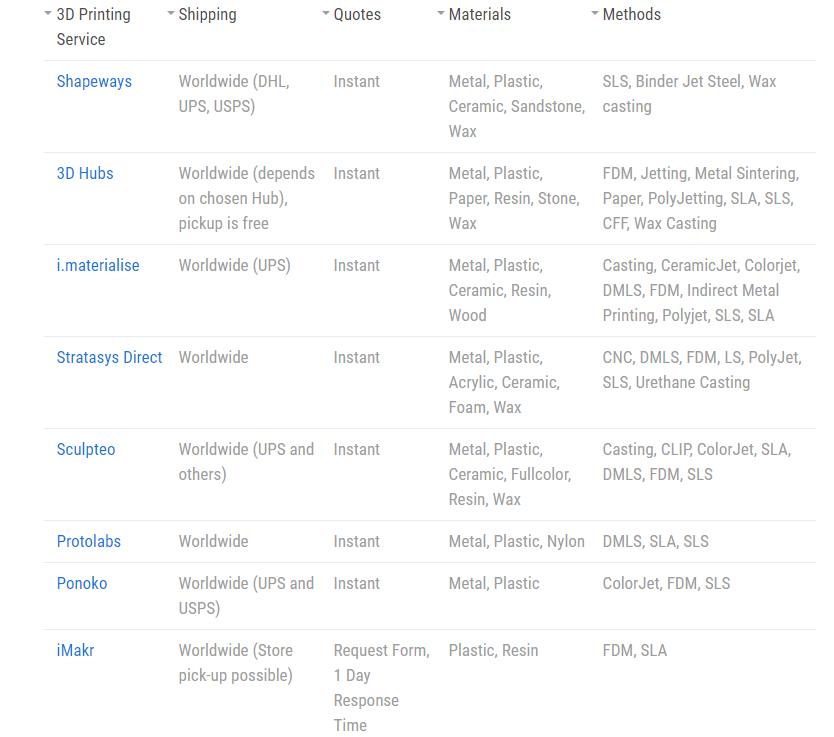 3D Printing Service	Shipping	Quotes	Materials	Methods
Shapeways	Worldwide (DHL, UPS, USPS)	Instant	Metal, Plastic, Ceramic, Sandstone, Wax	SLS, Binder Jet Steel, Wax casting
3D Hubs	Worldwide (depends on chosen Hub), pickup is free	Instant	Metal, Plastic, Paper, Resin, Stone, Wax	FDM, Jetting, Metal Sintering, Paper, PolyJetting, SLA, SLS, CFF, Wax Casting
i.materialise	Worldwide (UPS)	Instant	Metal, Plastic, Ceramic, Resin, Wood	Casting, CeramicJet, Colorjet, DMLS, FDM, Indirect Metal Printing, Polyjet, SLS, SLA
Stratasys Direct	Worldwide	Instant	Metal, Plastic, Acrylic, Ceramic, Foam, Wax	CNC, DMLS, FDM, LS, PolyJet, SLS, Urethane Casting
Sculpteo	Worldwide (UPS and others)	Instant	Metal, Plastic, Ceramic, Fullcolor, Resin, Wax	Casting, CLIP, ColorJet, SLA, DMLS, FDM, SLS
Protolabs	Worldwide	Instant	Metal, Plastic, Nylon	DMLS, SLA, SLS
Ponoko	Worldwide (UPS and USPS)	Instant	Metal, Plastic	ColorJet, FDM, SLS
iMakr	Worldwide (Store pick-up possible)	Request Form, 1 Day Response Time	Plastic, Resin	FDM, SLA